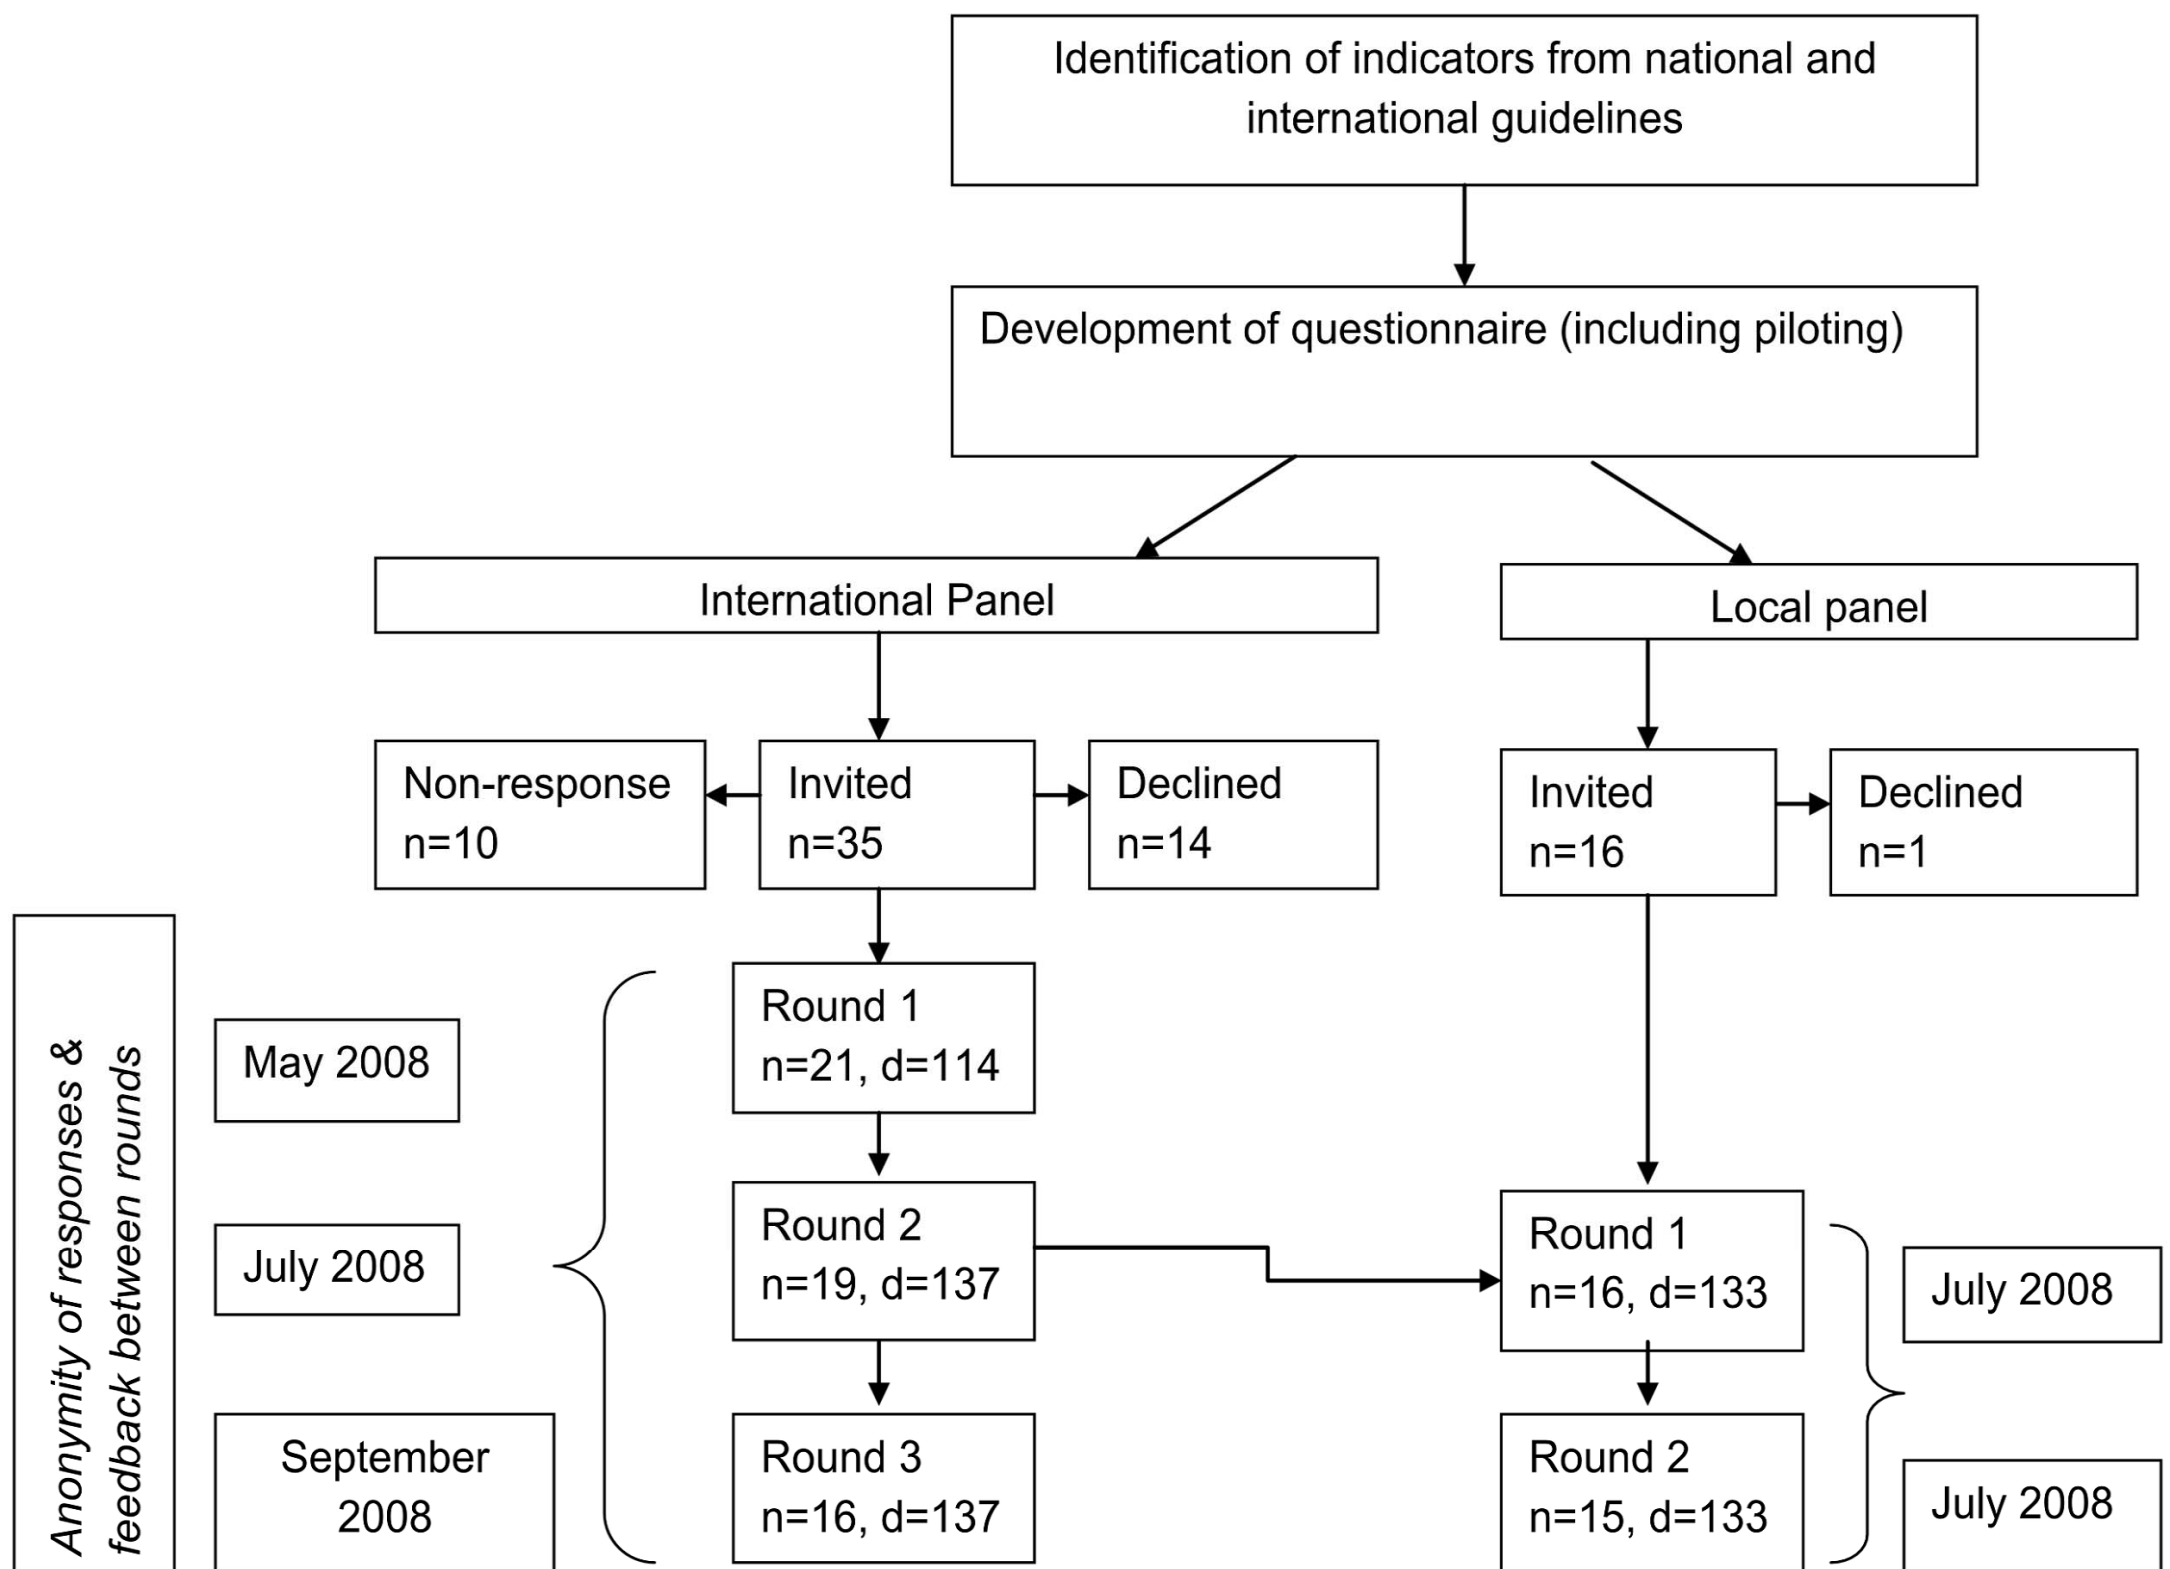 Identification of indicators from national and
international guidelines
Development of questionnaire (including piloting)
International Panel
Local panel
Non-response
n=10
Invited
n=35
Declined
n=14
Invited
n=16
Declined
n=1
Anonymity of responses &
feedback between rounds
May 2008
July 2008
September
2008
Round 1
n=21, d=114
Round 2
n=19, d=137
Round 3
n=16, d=137
Round 1
n=16, d=133
Round 2
n=15, d=133
July 2008
July 2008